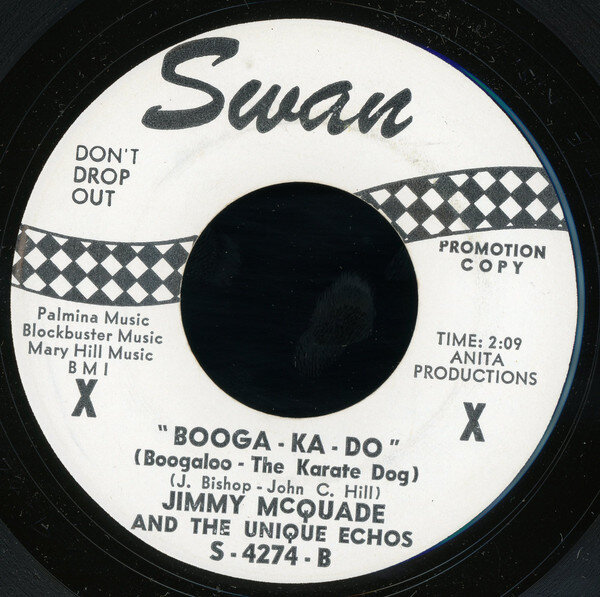 Swan
DON'T
DROP
OUT
PROMOTION
COPY
Palmina Music
Blockbuster Music
Mary Hill Music
BMI
X
TIME: 2:09
ANITA
PRODUCTIONS
X
"BOOGA - KA - DO"
(Boogaloo - The Karate Dog)
(J. Bishop - John C. Hill)
JIMMY MCQUADE
AND THE UNIQUE ECHOS
S - 4274 - B